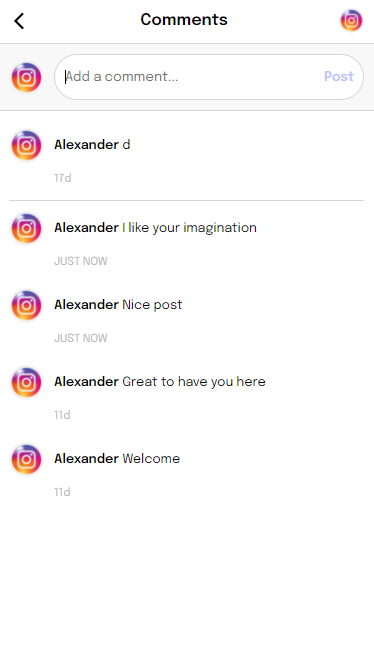 Comments
Add a comment...
Post
Alexander d
17d
Alexander I like your imagination
JUST NOW
Alexander Nice post
JUST NOW
Alexander Great to have you here
11d
Alexander Welcome
11d